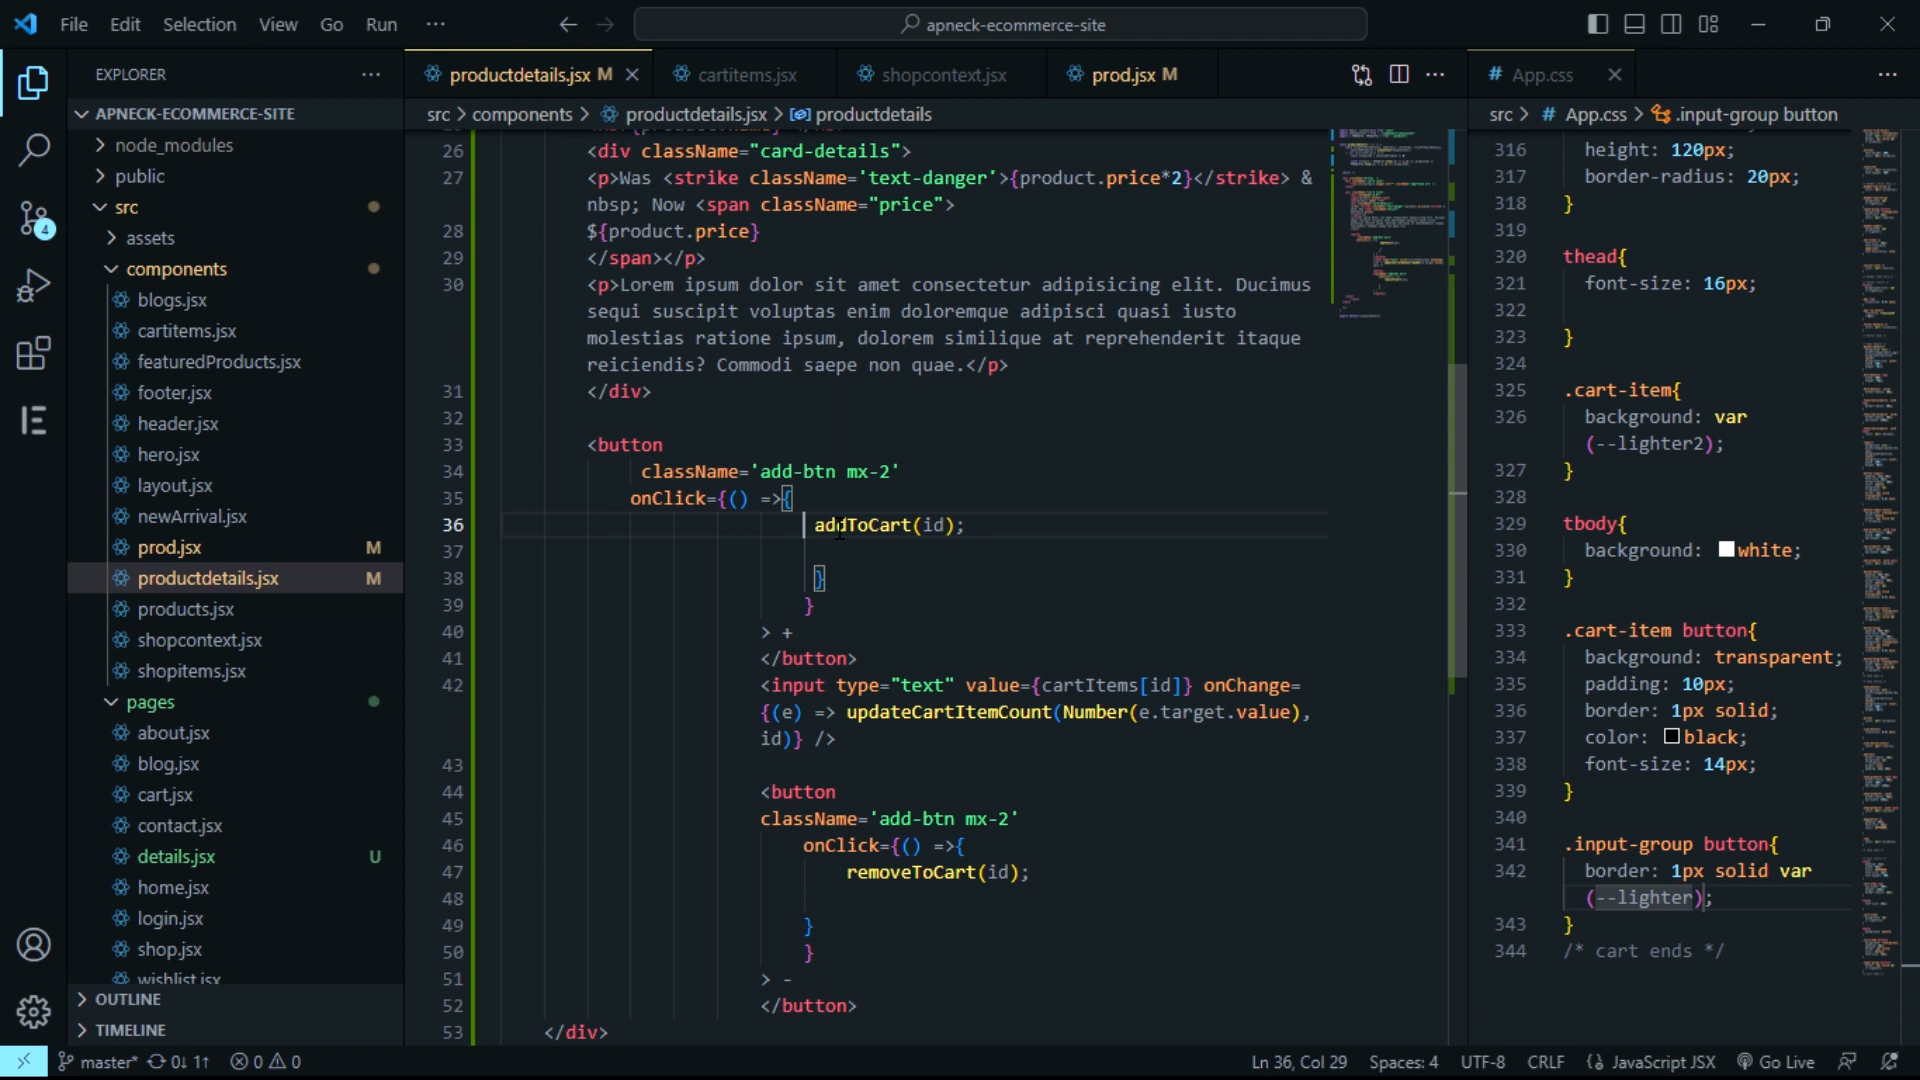 File Edit Selection View Go Run ···
apneck-ecommerce-site
EXPLORER
APNECK-ECOMMERCE-SITE
node_modules
public
src
assets
components
blogs.jsx
cartitems.jsx
featuredProducts.jsx
footer.jsx
header.jsx
hero.jsx
layout.jsx
newArrival.jsx
prod.jsx M
productdetails.jsx M
products.jsx
shopcontext.jsx
shopitems.jsx
pages
about.jsx
blog.jsx
cart.jsx
contact.jsx
details.jsx U
home.jsx
login.jsx
shop.jsx
wishlist.jsx
OUTLINE
TIMELINE
4
productdetails.jsx M cartitems.jsx shopcontext.jsx prod.jsx M
src > components > productdetails.jsx > productdetails
26 <div className="card-details">
27 <p>Was <strike className='text-danger'>{product.price*2}</strike> &
nbsp; Now <span className="price">
28 ${product.price}
29 </span></p>
30 <p>Lorem ipsum dolor sit amet consectetur adipisicing elit. Ducimus
sequi suscipit voluptas enim doloremque adipisci quasi iusto
molestias ratione ipsum, dolorem similique at reprehenderit itaque
reiciendis? Commodi saepe non quae.</p>
31 </div>
32
33 <button
34 className='add-btn mx-2'
35 onClick={() =>{
36 addToCart(id);
37
38 }
39 }
40 > +
41 </button>
42 <input type="text" value={cartItems[id]} onChange=
{(e) => updateCartItemCount(Number(e.target.value),
id)} />
43
44 <button
45 className='add-btn mx-2'
46 onClick={() =>{
47 removeToCart(id);
48
49 }
50 }
51 > -
52 </button>
53 </div>
# App.css
src > # App.css > .input-group button
316 height: 120px;
317 border-radius: 20px;
318 }
319
320 thead{
321 font-size: 16px;
322
323 }
324
325 .cart-item{
326 background: var
(--lighter2);
327 }
328
329 tbody{
330 background: white;
331 }
332
333 .cart-item button{
334 background: transparent;
335 padding: 10px;
336 border: 1px solid;
337 color: black;
338 font-size: 14px;
339 }
340
341 .input-group button{
342 border: 1px solid var
(--lighter);
343 }
344 /* cart ends */
master* 0↓ 1↑ 0 0 Ln 36, Col 29 Spaces: 4 UTF-8 CRLF {} JavaScript JSX Go Live